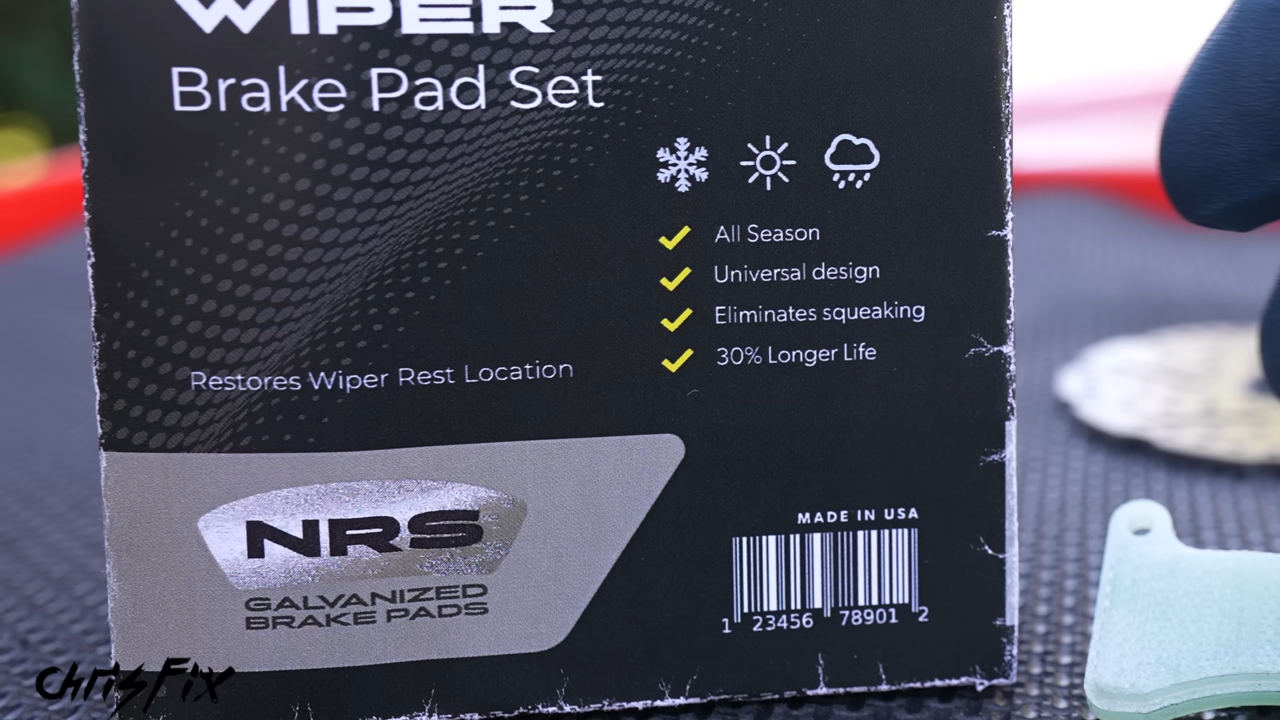 WIPER
Brake Pad Set
All Season
Universal design
Eliminates squeaking
30% Longer Life
Restores Wiper Rest Location
NRS
GALVANIZED
BRAKE PADS
MADE IN USA
1 23456 78901 2
ChrisFix